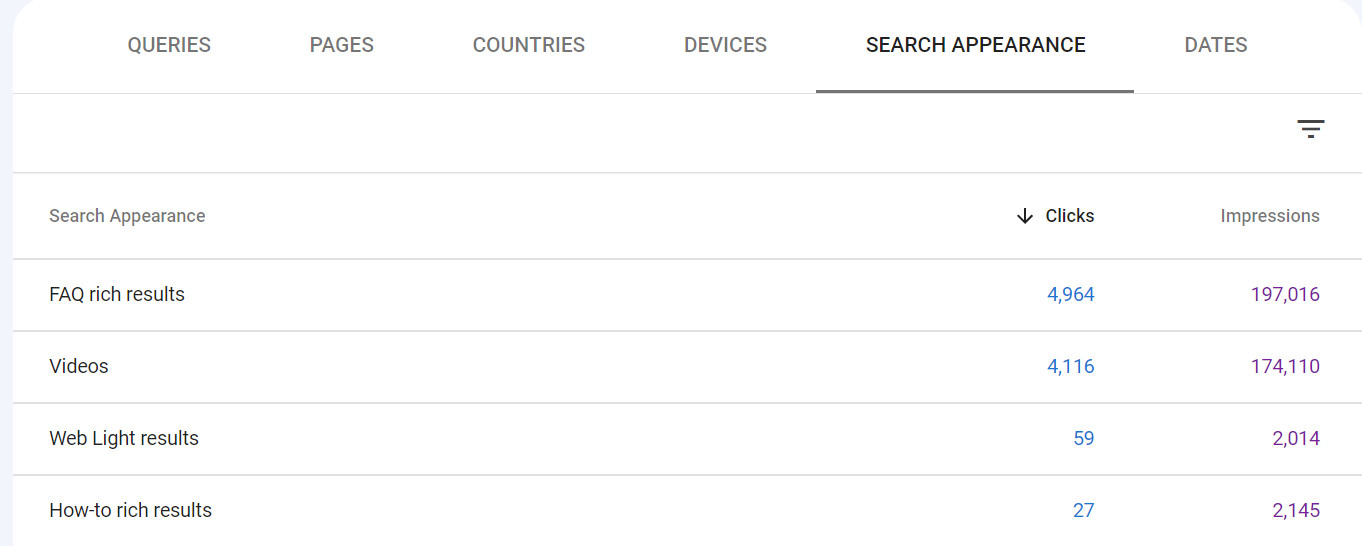 QUERIES PAGES COUNTRIES DEVICES SEARCH APPEARANCE DATES
Search Appearance Clicks Impressions
FAQ rich results 4,964 197,016
Videos 4,116 174,110
Web Light results 59 2,014
How-to rich results 27 2,145